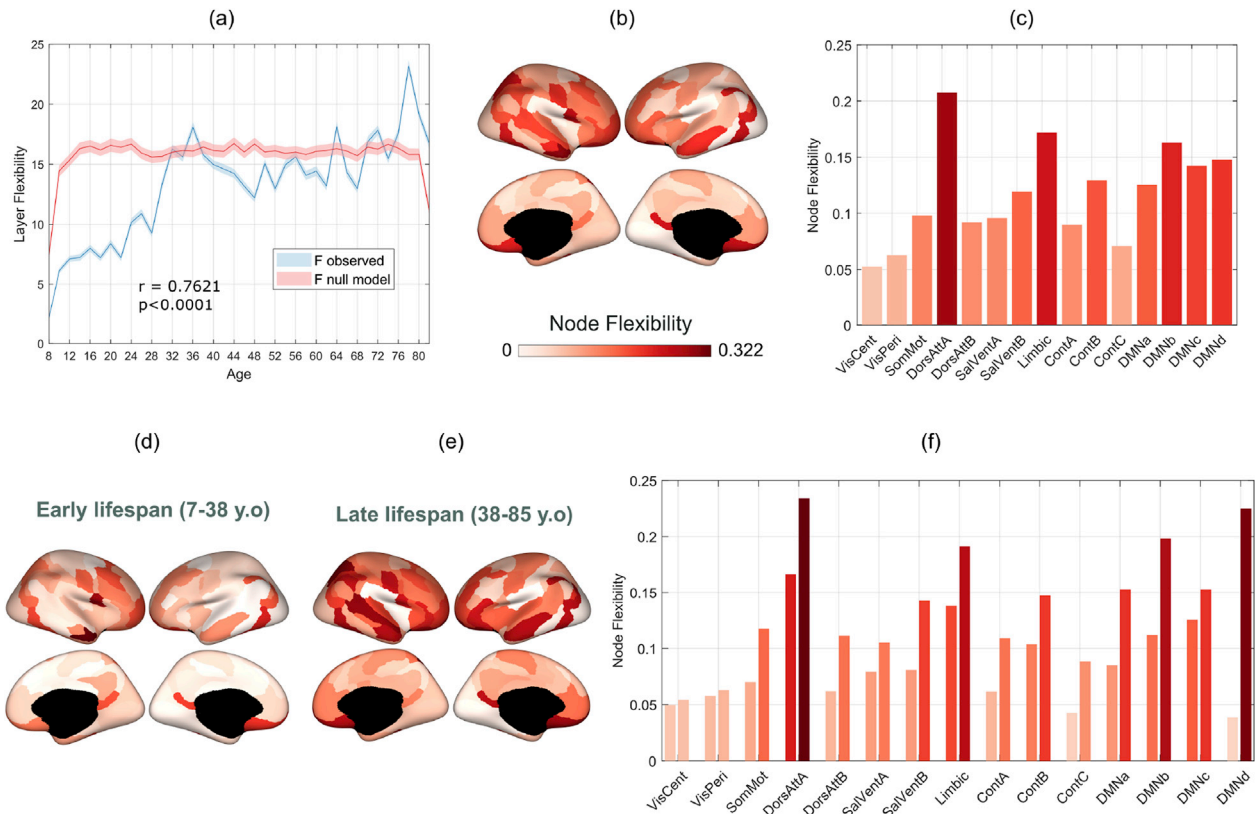 (a)
25
20
15
10
5
0
Layer Flexibility
8 12 16 20 24 28 32 36 40 44 48 52 56 60 64 68 72 76 80
Age
r = 0.7621
p<0.0001
F observed
F null model
(b)
Node Flexibility
0 0.322
(c)
0.25
0.2
0.15
0.1
0.05
0
Node Flexibility
VisCent VisPeri SomMot DorsAttA DorsAttB SalVentA SalVentB Limbic ContA ContB ContC DMNa DMNb DMNc DMNd
(d)
Early lifespan (7-38 y.o)
(e)
Late lifespan (38-85 y.o)
(f)
0.25
0.2
0.15
0.1
0.05
0
Node Flexibility
VisCent VisPeri SomMot DorsAttA DorsAttB SalVentA SalVentB Limbic ContA ContB ContC DMNa DMNb DMNc DMNd